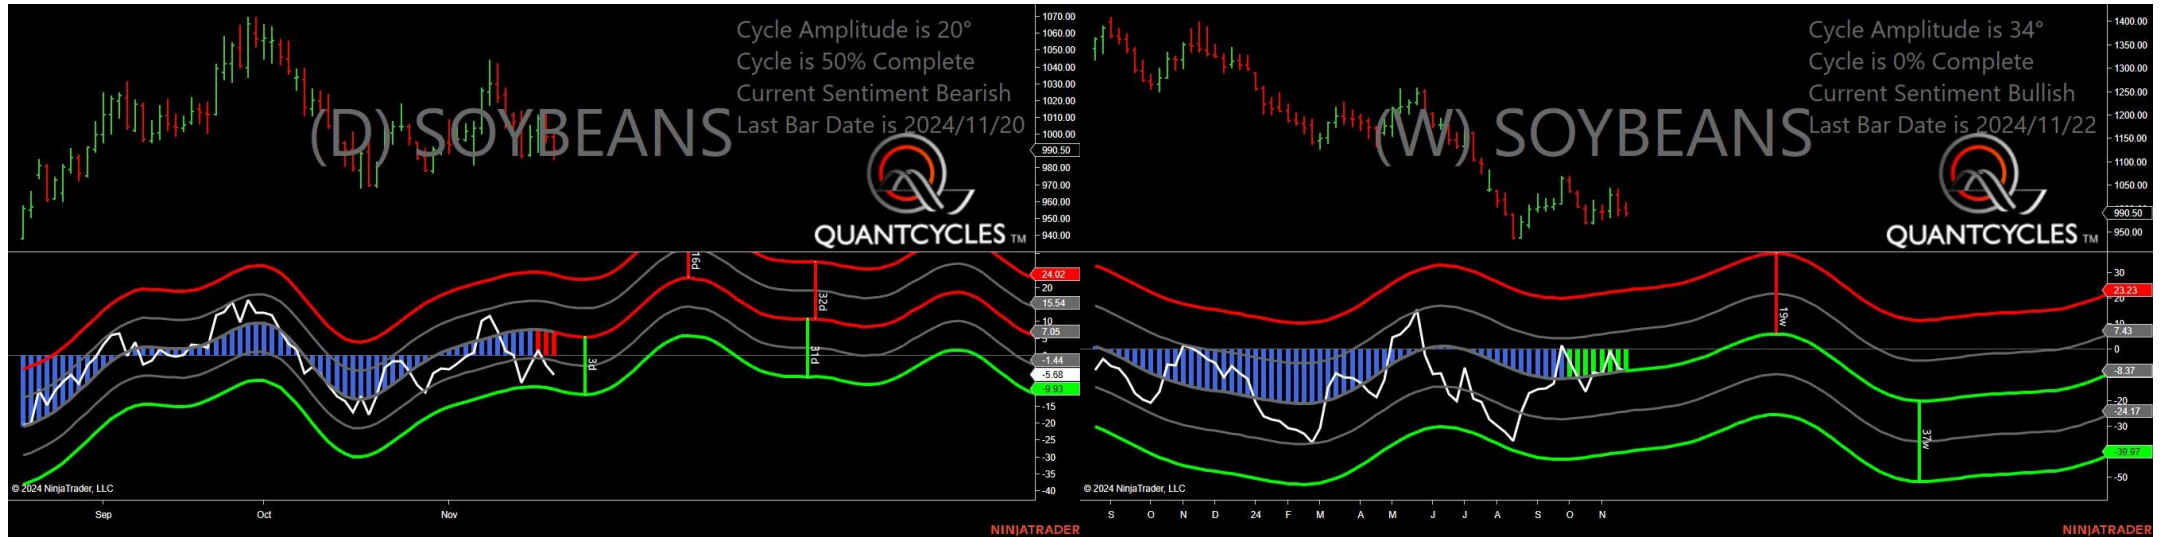 Cycle Amplitude is 20°
Cycle is 50% Complete
Current Sentiment Bearish
Last Bar Date is 2024/11/20
(D) SOYBEANS
QUANTCYCLES TM
1070.00
1060.00
1050.00
1040.00
1030.00
1020.00
1010.00
1000.00
990.50
980.00
970.00
960.00
950.00
940.00
16d
32d
3d
31d
24.02
20
15.54
10
7.05
5
-1.44
-5.68
-9.93
-15
-20
-25
-30
-35
-40
© 2024 NinjaTrader, LLC
Sep
Oct
Nov
NINJATRADER
Cycle Amplitude is 34°
Cycle is 0% Complete
Current Sentiment Bullish
Last Bar Date is 2024/11/22
(W) SOYBEANS
QUANTCYCLES TM
1400.00
1350.00
1300.00
1250.00
1200.00
1150.00
1100.00
1050.00
990.50
950.00
19w
37w
30
23.23
20
10
7.43
0
-8.37
-20
-24.17
-30
-39.97
-50
© 2024 NinjaTrader, LLC
S
O
N
D
24
F
M
A
M
J
J
A
S
O
N
NINJATRADER